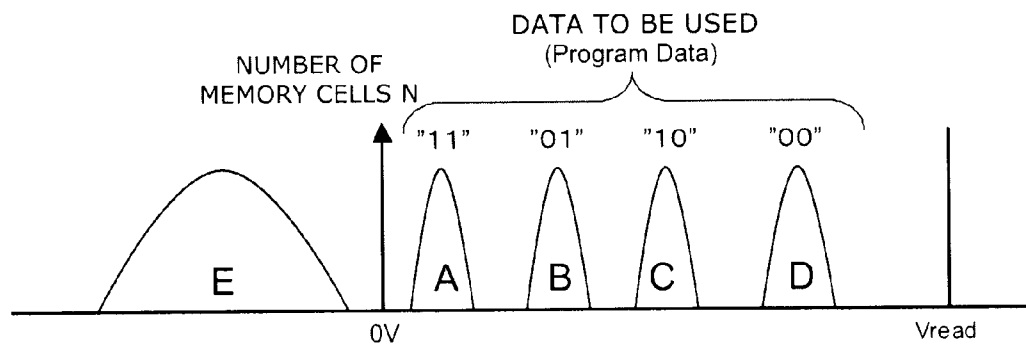 DATA TO BE USED
(Program Data)
NUMBER OF
MEMORY CELLS N
"11" "01" "10" "00"
E A B C D
0V Vread